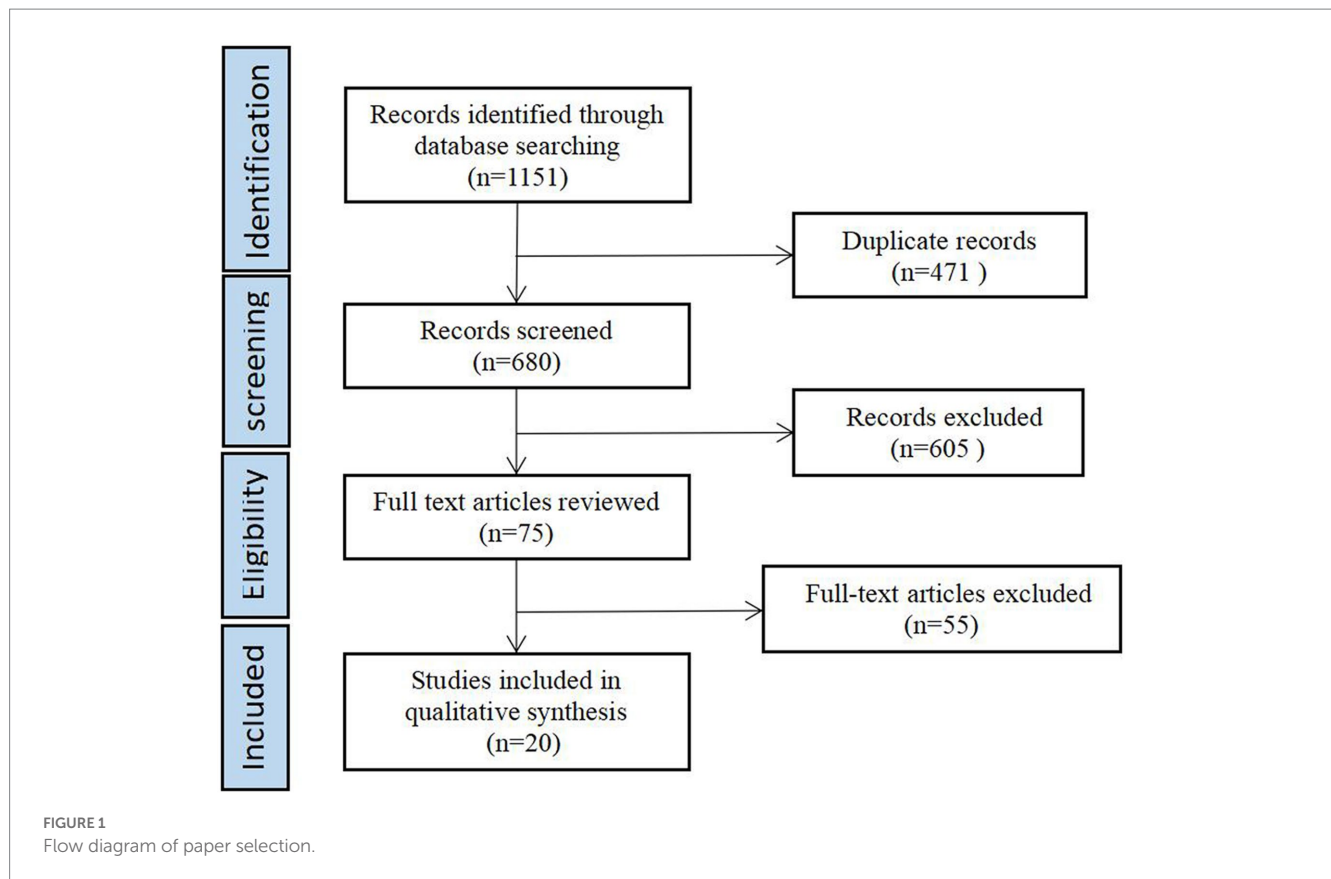 Identification
Records identified through
database searching
(n=1151)
Duplicate records
(n=471 )
screening
Records screened
(n=680)
Records excluded
(n=605 )
Eligibility
Full text articles reviewed
(n=75)
Full-text articles excluded
(n=55)
Included
Studies included in
qualitative synthesis
(n=20)
FIGURE 1
Flow diagram of paper selection.